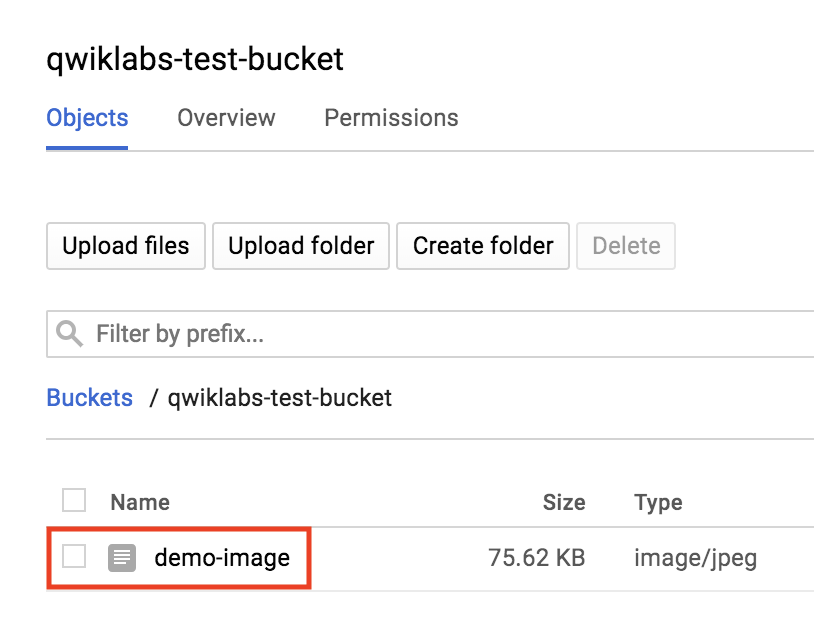 qwiklabs-test-bucket
Objects Overview Permissions
Upload files Upload folder Create folder Delete
Filter by prefix...
Buckets / qwiklabs-test-bucket
Name Size Type
demo-image 75.62 KB image/jpeg